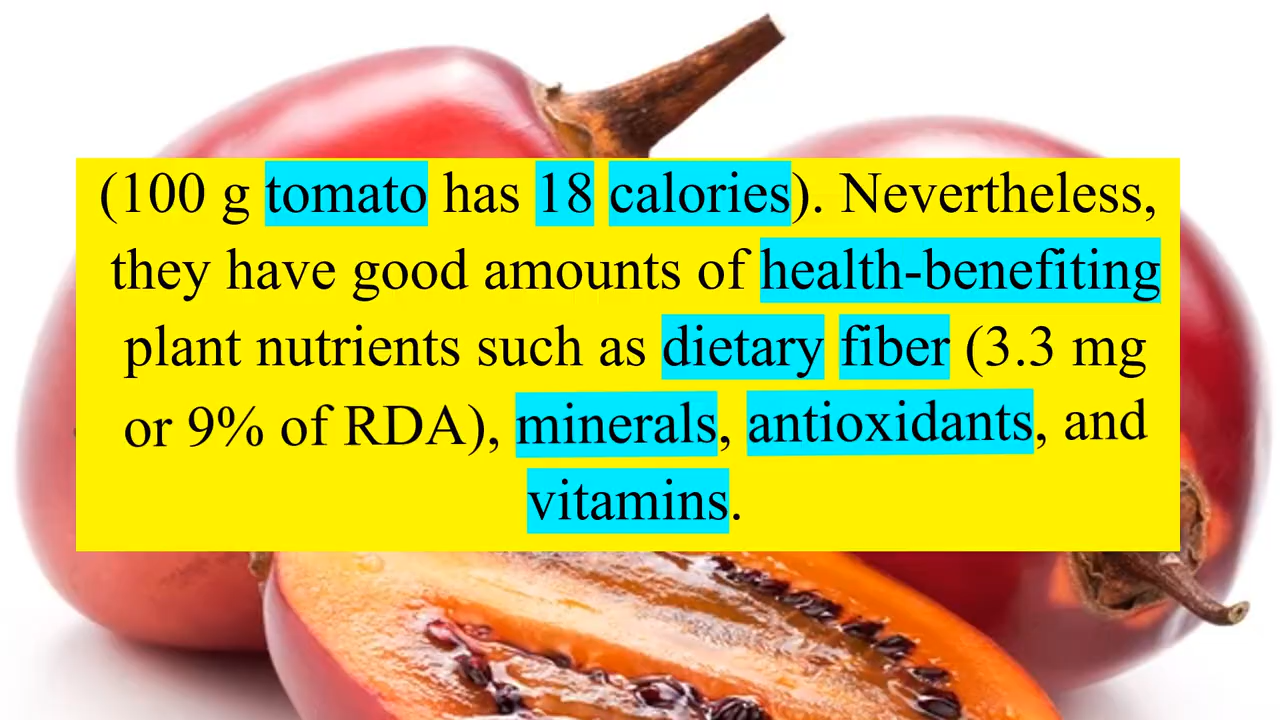 (100 g tomato has 18 calories). Nevertheless,
they have good amounts of health-benefiting
plant nutrients such as dietary fiber (3.3 mg
or 9% of RDA), minerals, antioxidants, and
vitamins.